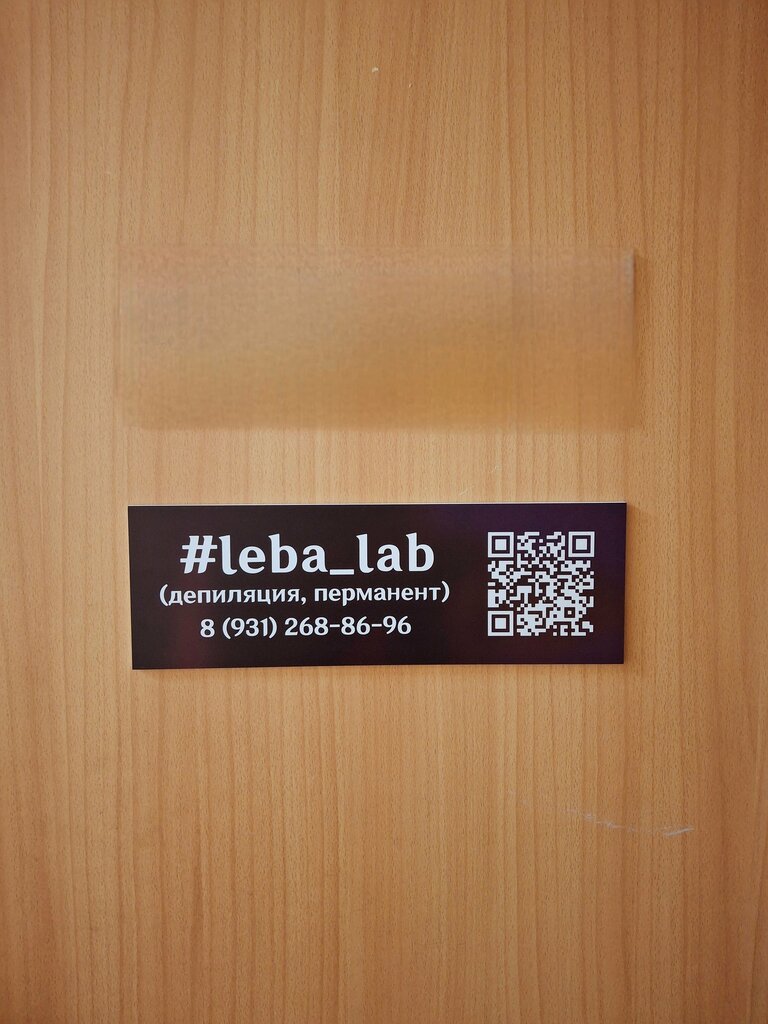 #leba_lab
(депиляция, перманент)
8 (931) 268-86-96